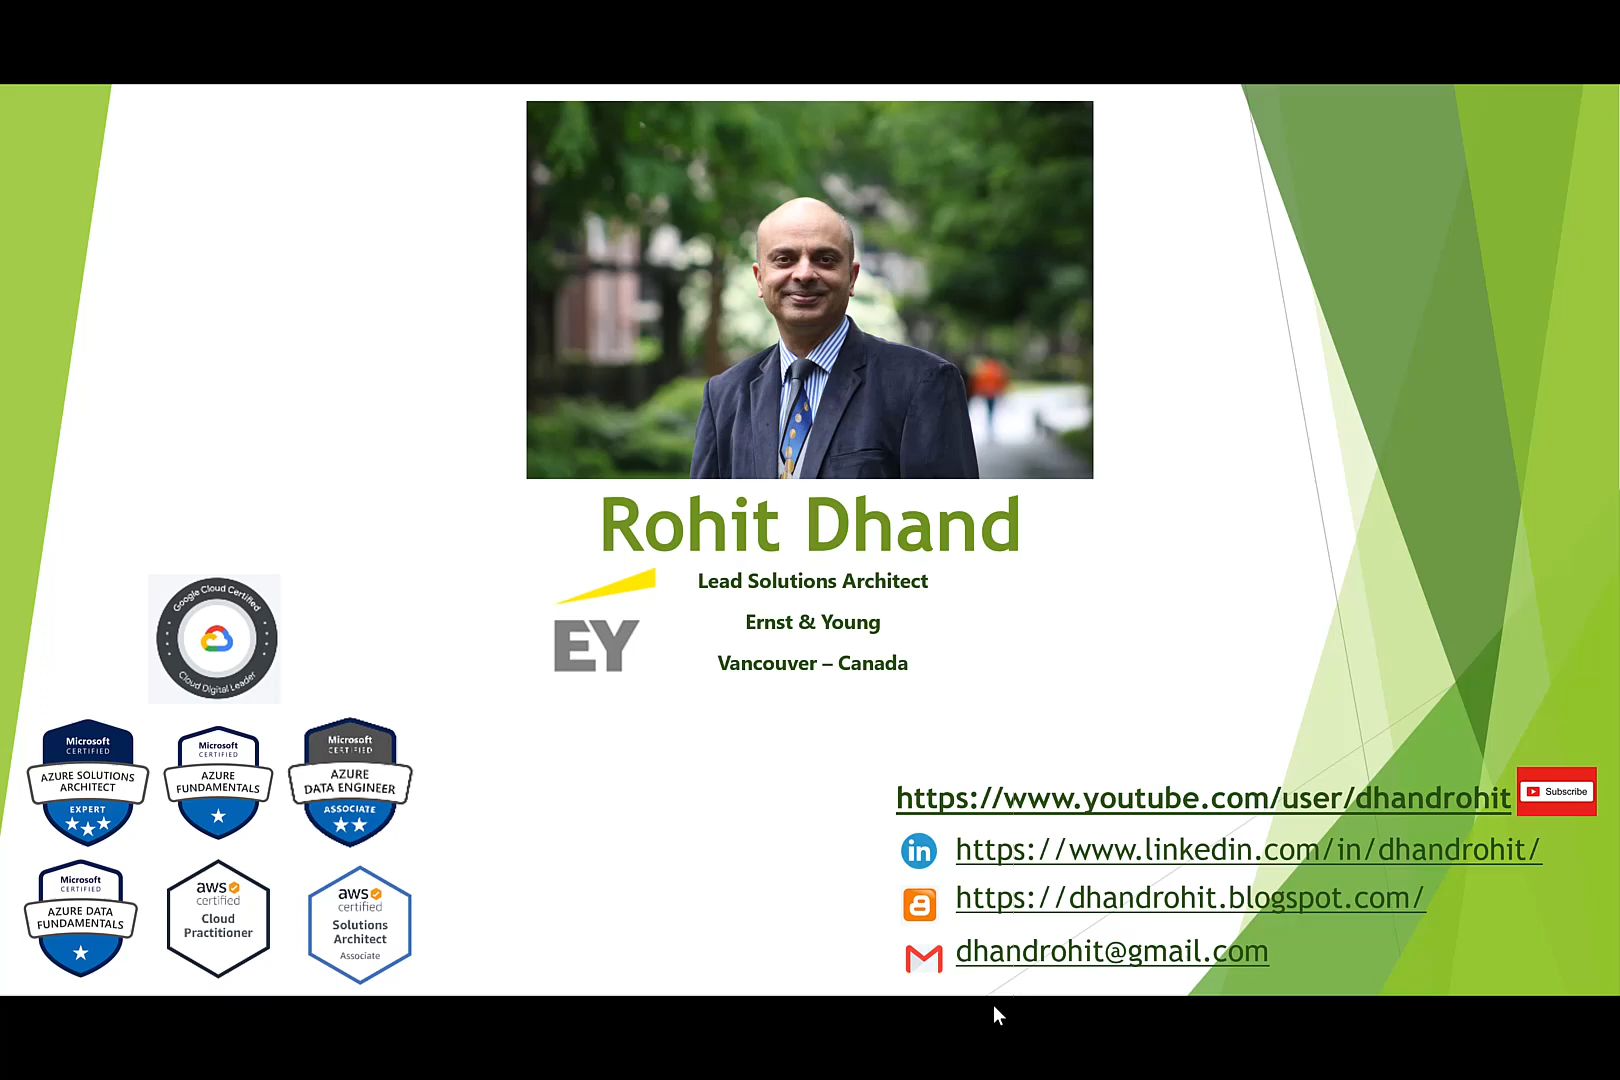 Rohit Dhand
Lead Solutions Architect
EY
Ernst & Young
Vancouver – Canada
Google Cloud Certified
Cloud Digital Leader
Microsoft
CERTIFIED
AZURE SOLUTIONS
ARCHITECT
EXPERT
Microsoft
CERTIFIED
AZURE
FUNDAMENTALS
Microsoft
CERTIFIED
AZURE
DATA ENGINEER
ASSOCIATE
Microsoft
CERTIFIED
AZURE DATA
FUNDAMENTALS
aws
certified
Cloud
Practitioner
aws
certified
Solutions
Architect
Associate
https://www.youtube.com/user/dhandrohit
Subscribe
in
https://www.linkedin.com/in/dhandrohit/
https://dhandrohit.blogspot.com/
dhandrohit@gmail.com